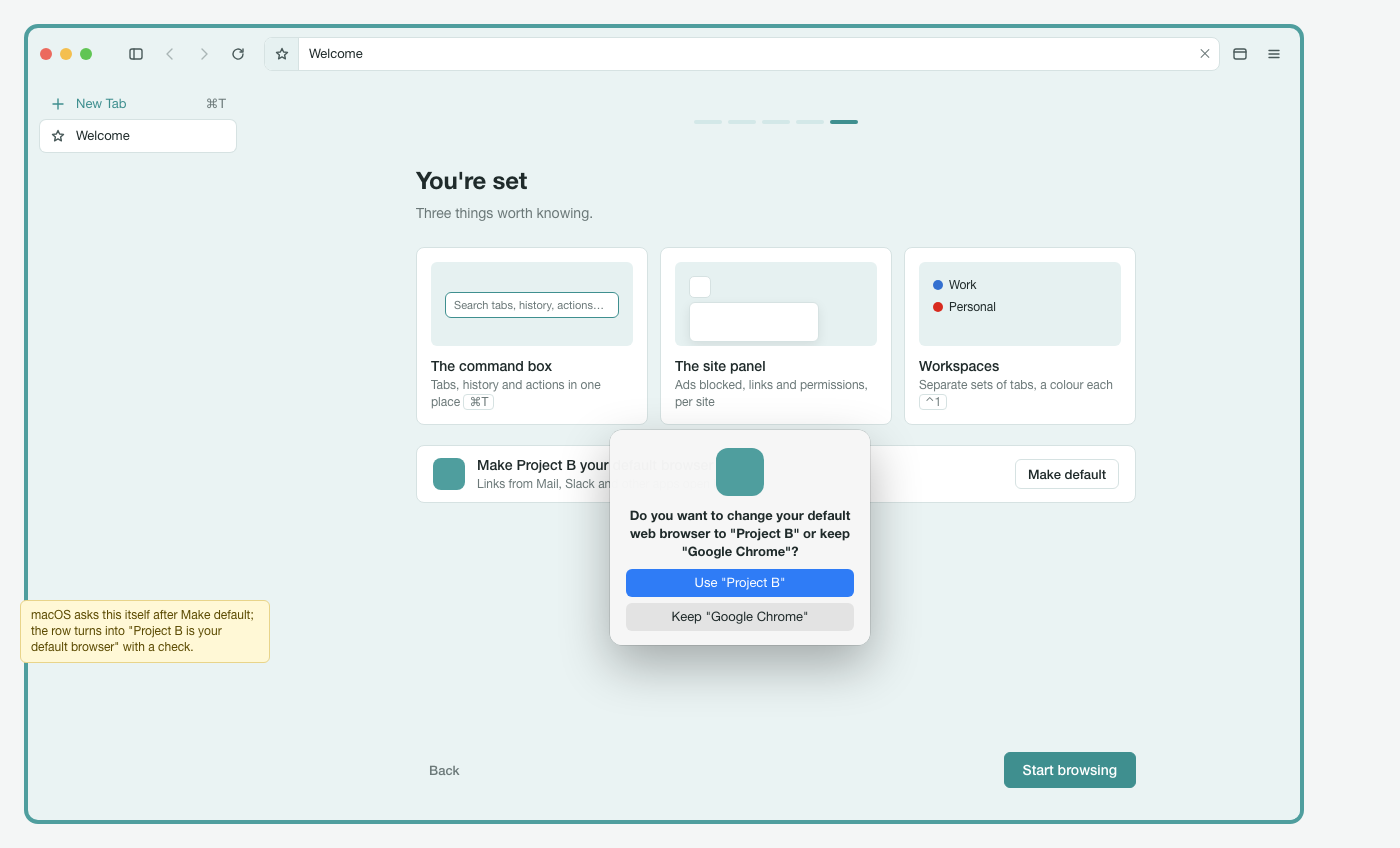 Welcome
New Tab ⌘T
Welcome
You're set
Three things worth knowing.
Search tabs, history, actions…
The command box
Tabs, history and actions in one
place ⌘T
The site panel
Ads blocked, links and permissions,
per site
Work
Personal
Workspaces
Separate sets of tabs, a colour each
^1
Make Project B your default browser
Links from Mail, Slack an
Make default
Do you want to change your default
web browser to "Project B" or keep
"Google Chrome"?
Use "Project B"
Keep "Google Chrome"
macOS asks this itself after Make default;
the row turns into "Project B is your
default browser" with a check.
Back
Start browsing